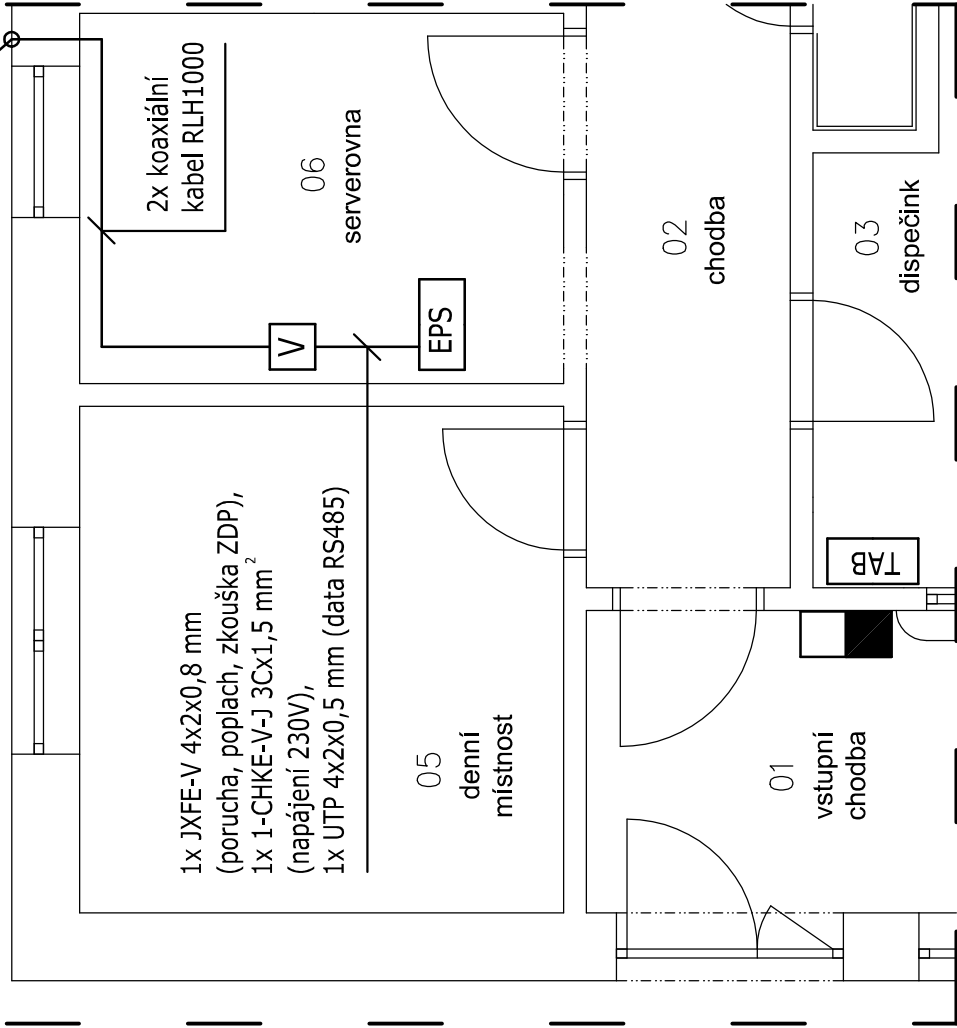 1x JXFE-V 4x2x0,8 mm
(porucha, poplach, zkouška ZDP),
1x 1-CHKE-V-J 3Cx1,5 mm²
(napájení 230V),
1x UTP 4x2x0,5 mm (data RS485)
2x koaxiální
kabel RLH1000
V
EPS
06
serverovna
05
denní
místnost
02
chodba
01
vstupní
chodba
03
dispečink
TAB